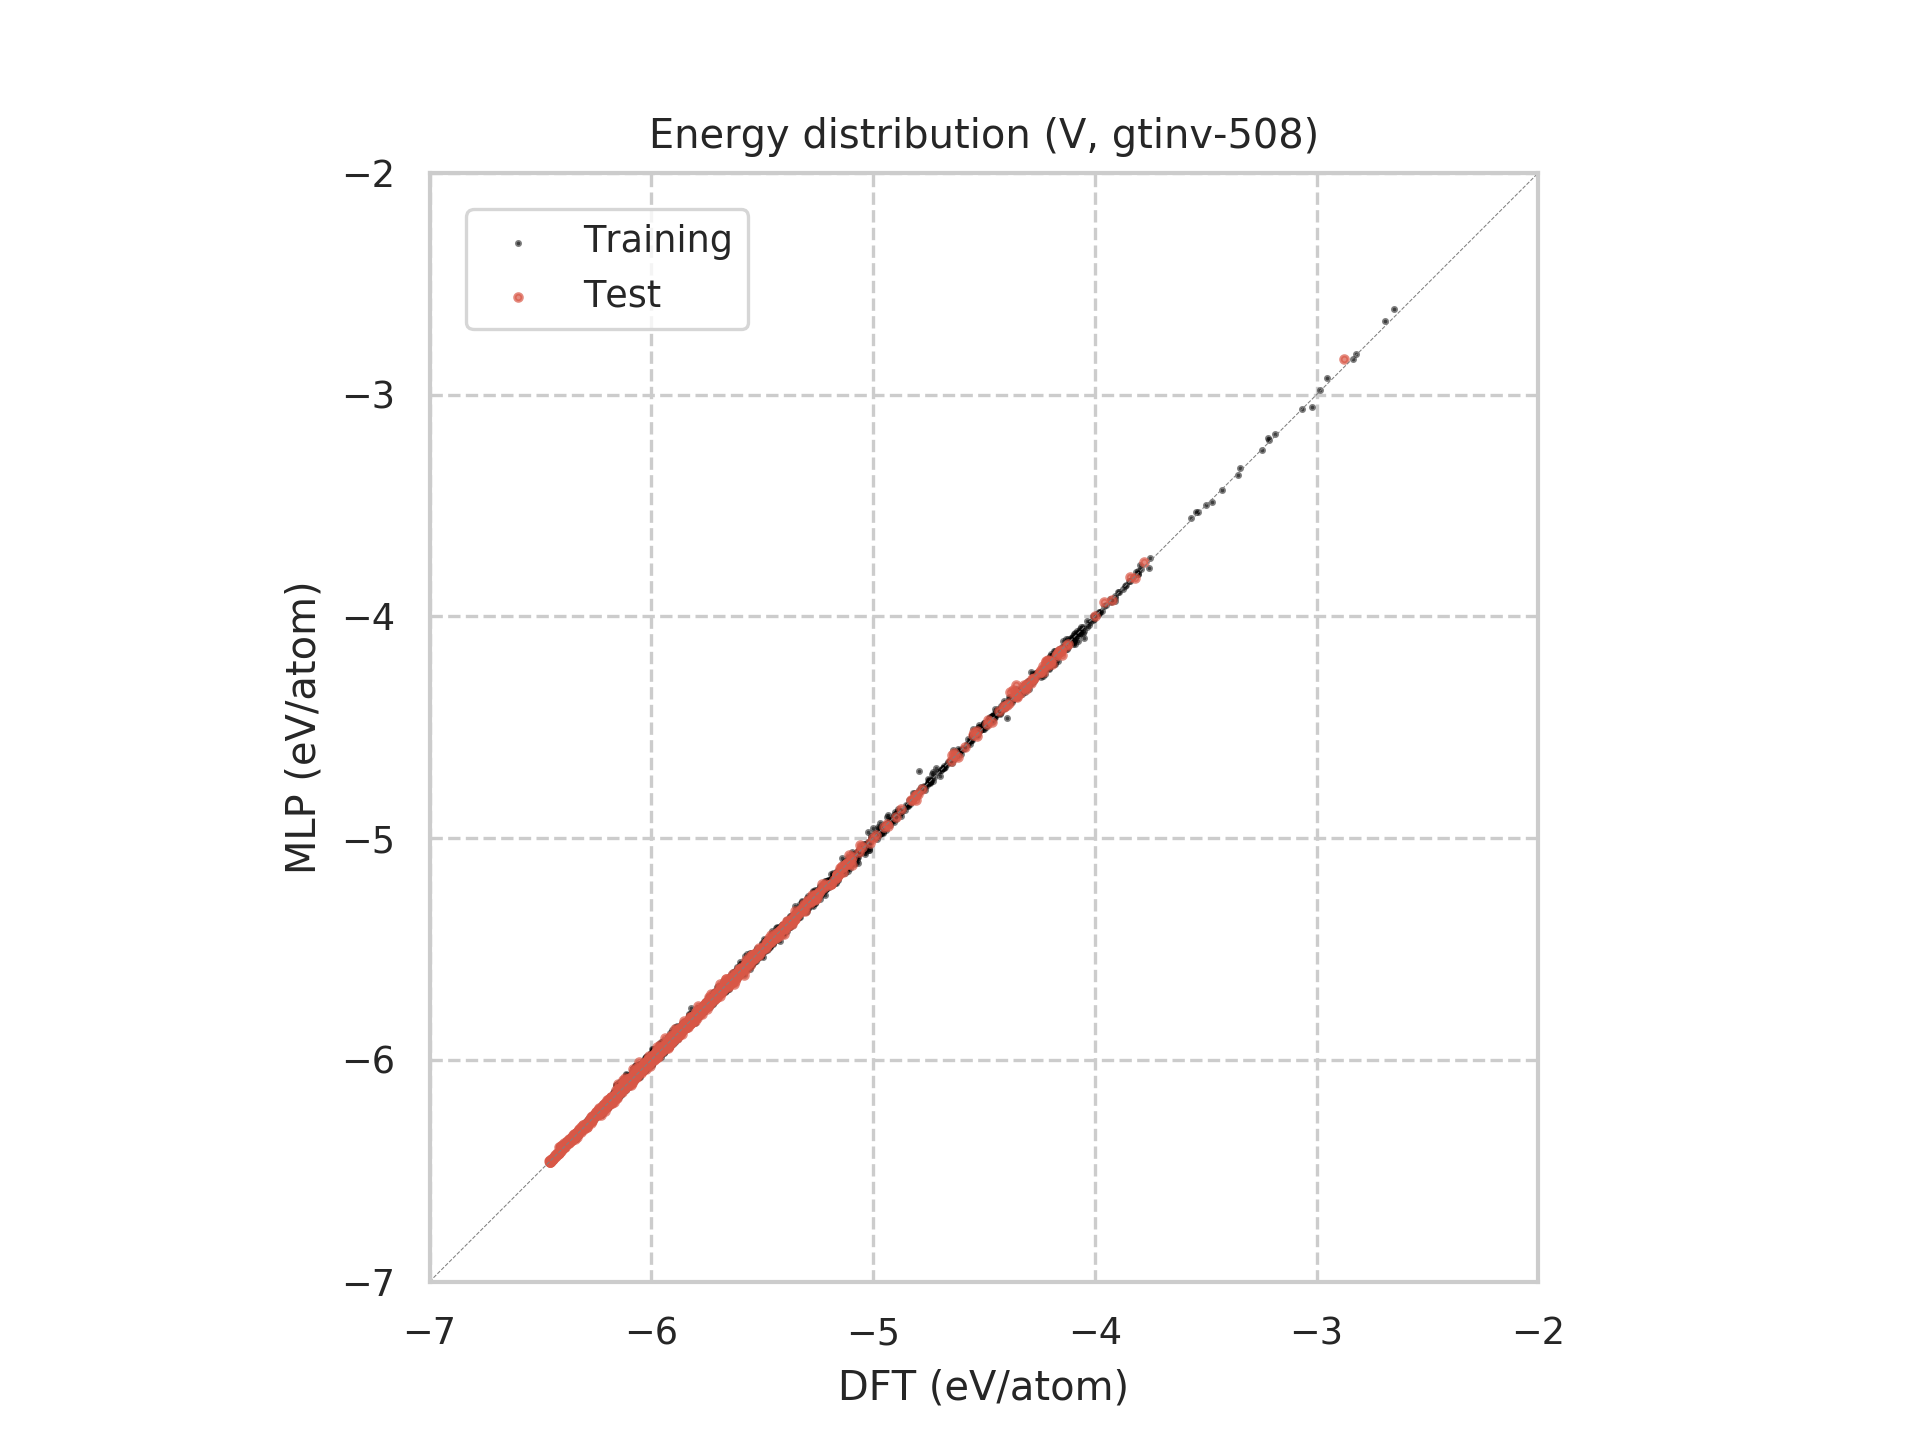 Energy distribution (V, gtinv-508)
−2
−3
−4
−5
−6
−7
MLP (eV/atom)
Training
Test
−7 −6 −5 −4 −3 −2
DFT (eV/atom)